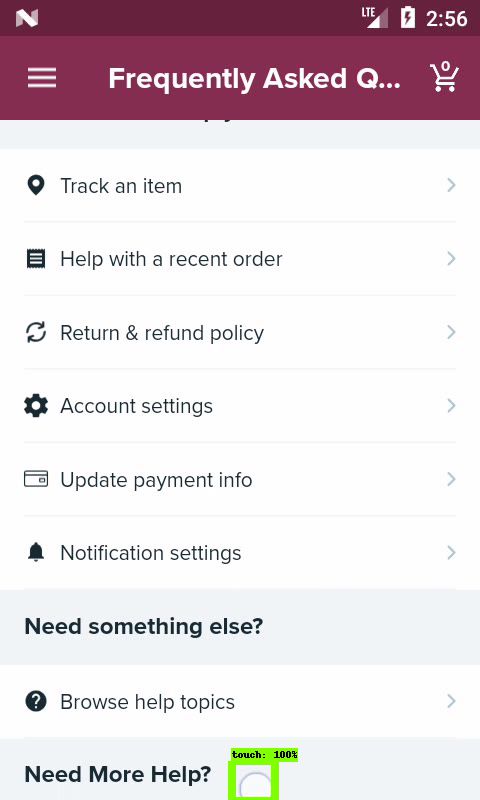 LTE 2:56
Frequently Asked Q...
0
Track an item
Help with a recent order
Return & refund policy
Account settings
Update payment info
Notification settings
Need something else?
Browse help topics
touch: 100%
Need More Help?